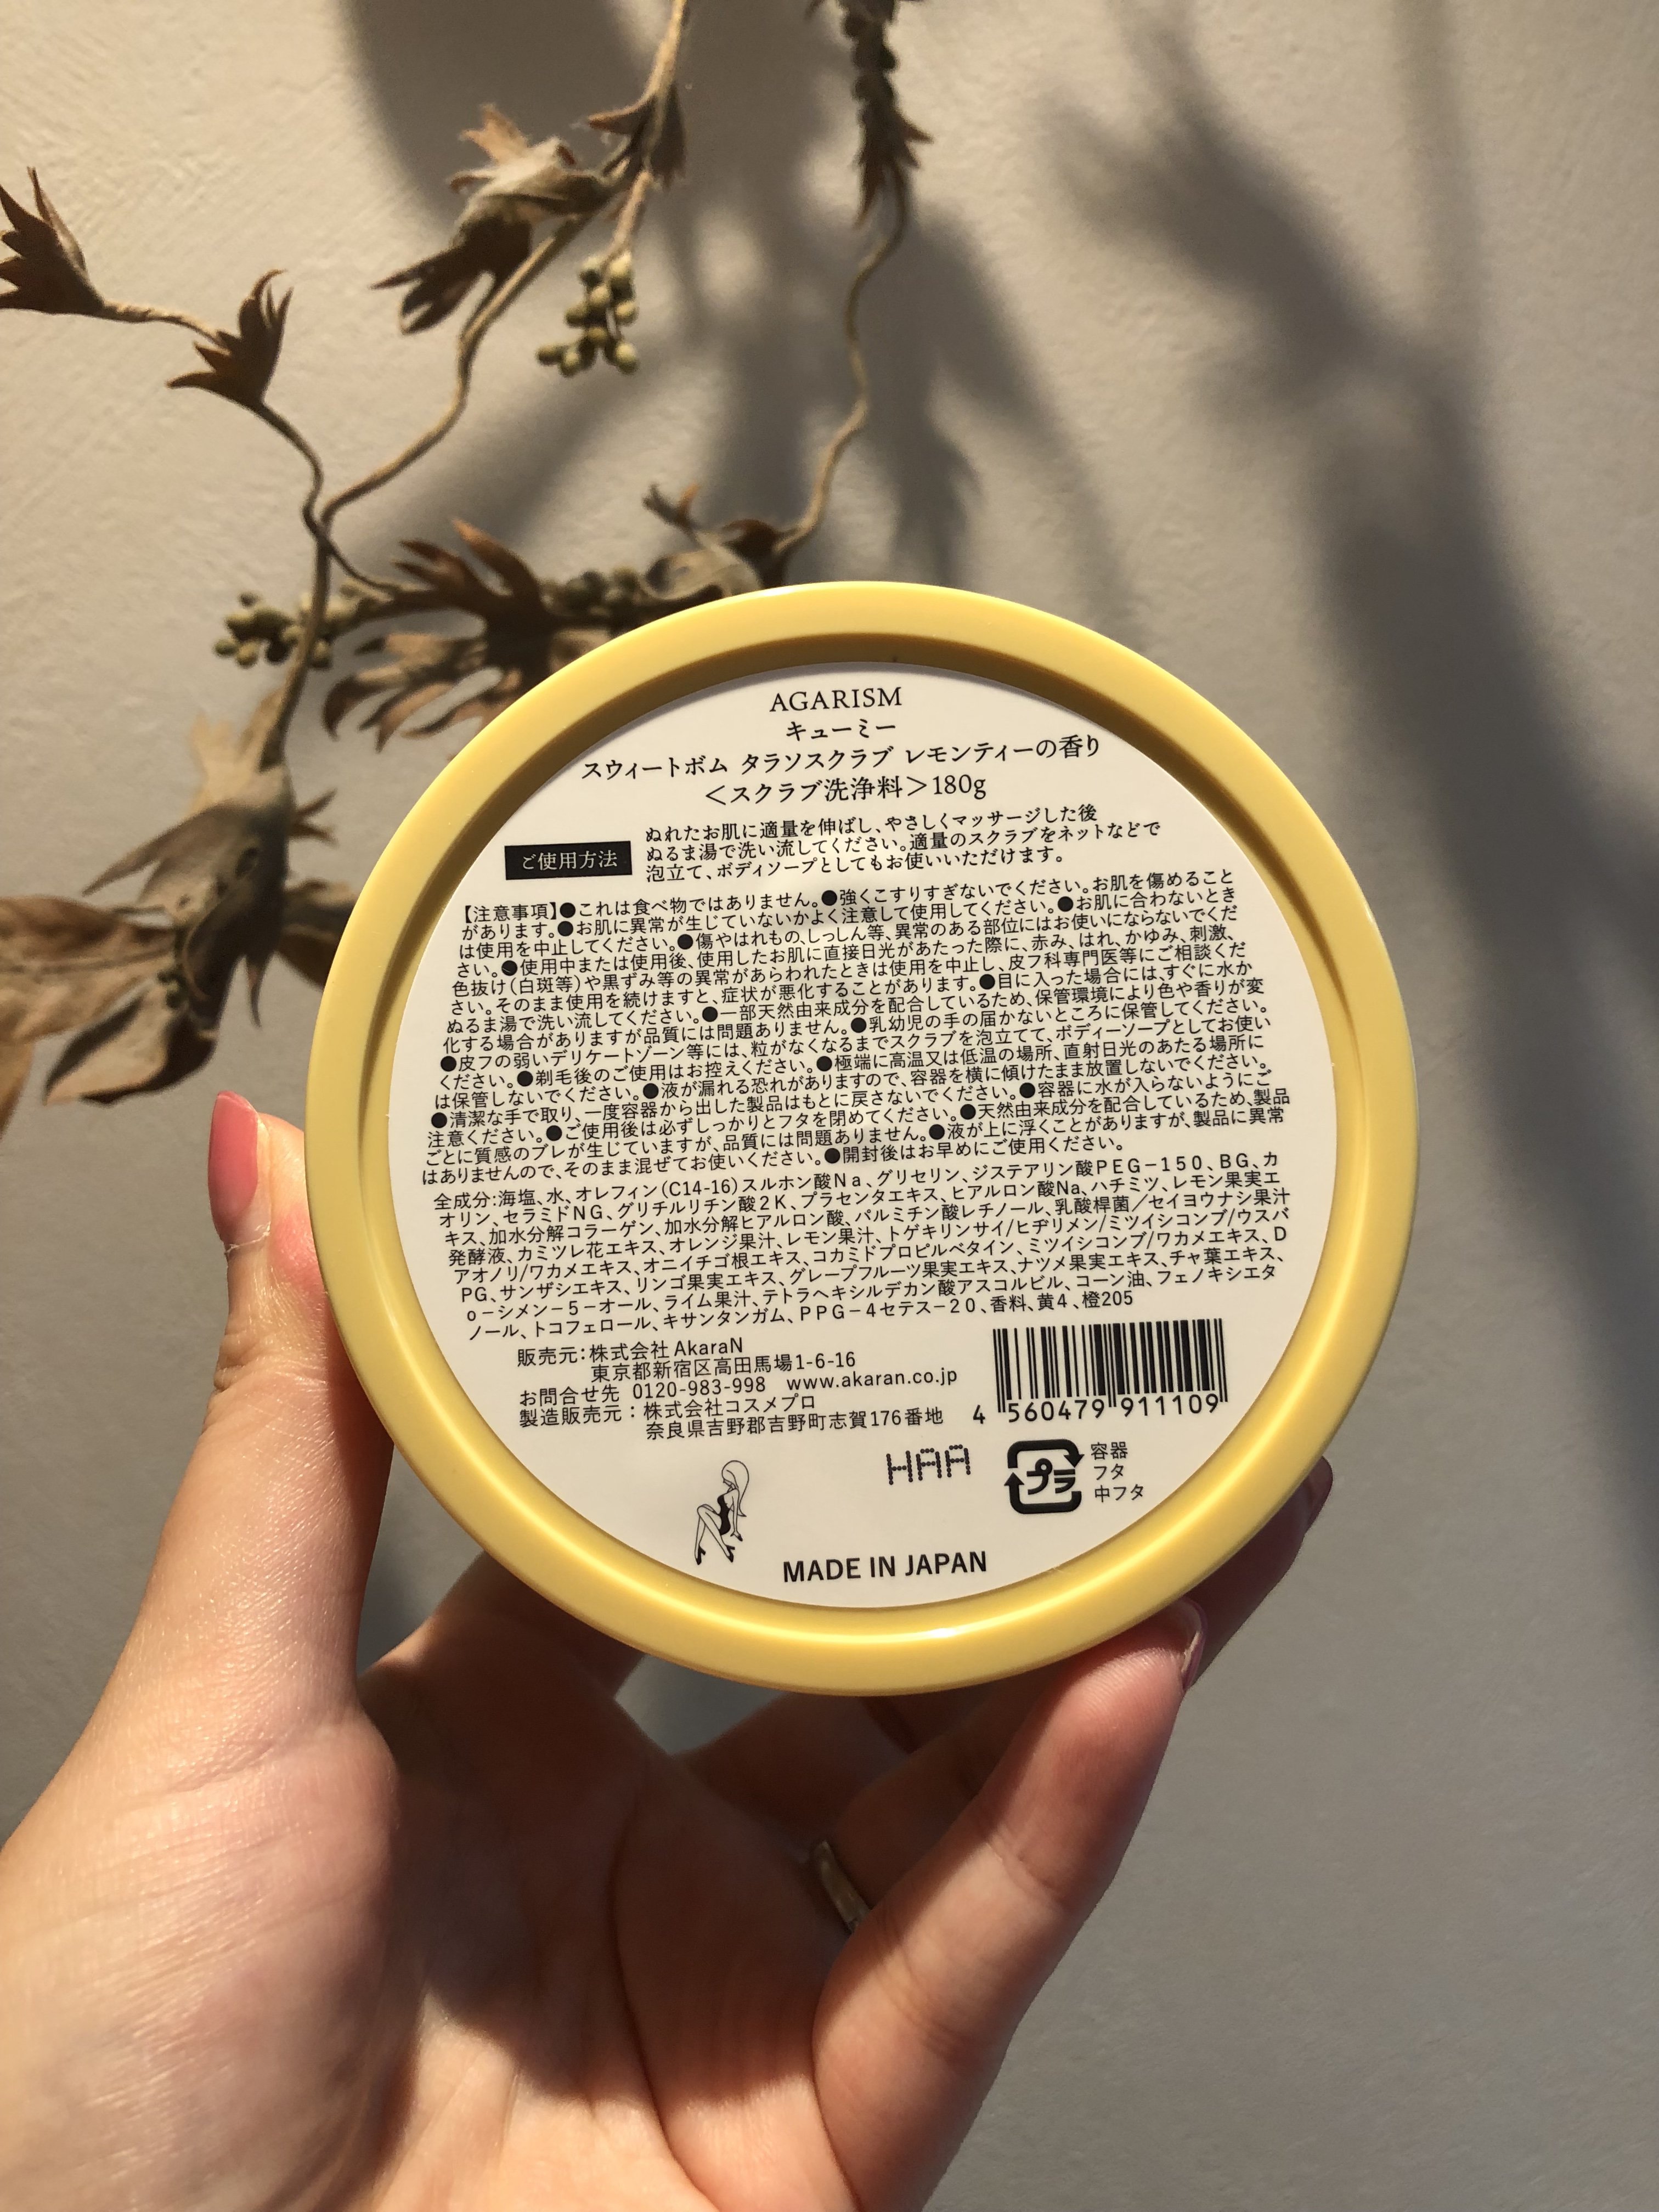 AGARISM
キューミー
スウィートボム タラソスクラブ レモンティーの香り
＜スクラブ洗浄料＞180g
ご使用方法
ぬれたお肌に適量を伸ばし、やさしくマッサージした後
ぬるま湯で洗い流してください。適量のスクラブをネットなどで
泡立て、ボディソープとしてもお使いいただけます。
【注意事項】●これは食べ物ではありません。●強くこすりすぎないでください。お肌を傷めること
があります。●お肌に異常が生じていないかよく注意して使用してください。●お肌に合わないとき
は使用を中止してください。●傷やはれもの、しっしん等、異常のある部位にはお使いにならないでくだ
さい。●使用中または使用後、使用したお肌に直接日光があたった際に、赤み、はれ、かゆみ、刺激、
色抜け(白斑等)や黒ずみ等の異常があらわれたときは使用を中止し、皮フ科専門医等にご相談くだ
さい。そのまま使用を続けますと、症状が悪化することがあります。●目に入った場合には、すぐに水か
ぬるま湯で洗い流してください。●一部天然由来成分を配合しているため、保管環境により色や香りが変
化する場合がありますが品質には問題ありません。●乳幼児の手の届かないところに保管してください。
●皮フの弱いデリケートゾーン等には、粒がなくなるまでスクラブを泡立てて、ボディーソープとしてお使い
ください。●剃毛後のご使用はお控えください。●極端に高温又は低温の場所、直射日光のあたる場所に
は保管しないでください。●液が漏れる恐れがありますので、容器を横に傾けたまま放置しないでください。
●清潔な手で取り、一度容器から出した製品はもとに戻さないでください。●容器に水が入らないようにご
注意ください。●ご使用後は必ずしっかりとフタを閉めてください。●天然由来成分を配合しているため、製品
ごとに質感のブレが生じていますが、品質には問題ありません。●液が上に浮くことがありますが、製品に異常
はありませんので、そのまま混ぜてお使いください。●開封後はお早めにご使用ください。
全成分:海塩、水、オレフィン(C14-16)スルホン酸Na、グリセリン、ジステアリン酸PEG－150、BG、カ
オリン、セラミドNG、グリチルリチン酸2K、プラセンタエキス、ヒアルロン酸Na、ハチミツ、レモン果実エ
キス、加水分解コラーゲン、加水分解ヒアルロン酸、パルミチン酸レチノール、乳酸桿菌／セイヨウナシ果汁
発酵液、カミツレ花エキス、オレンジ果汁、レモン果汁、トゲキリンサイ/ヒヂリメン/ミツイシコンブ/ウスバ
アオノリ/ワカメエキス、オニイチゴ根エキス、コカミドプロピルベタイン、ミツイシコンブ/ワカメエキス、D
PG、サンザシエキス、リンゴ果実エキス、グレープフルーツ果実エキス、ナツメ果実エキス、チャ葉エキス、
o－シメン－5－オール、ライム果汁、テトラヘキシルデカン酸アスコルビル、コーン油、フェノキシエタ
ノール、トコフェロール、キサンタンガム、PPG－4セテス－20、香料、黄4、橙205
販売元：株式会社 AkaraN
東京都新宿区高田馬場1-6-16
お問合せ先 0120-983-998 www.akaran.co.jp
製造販売元：株式会社コスメプロ
奈良県吉野郡吉野町志賀176番地
4 560479 911109
HAA
プラ
容器
フタ
中フタ
MADE IN JAPAN